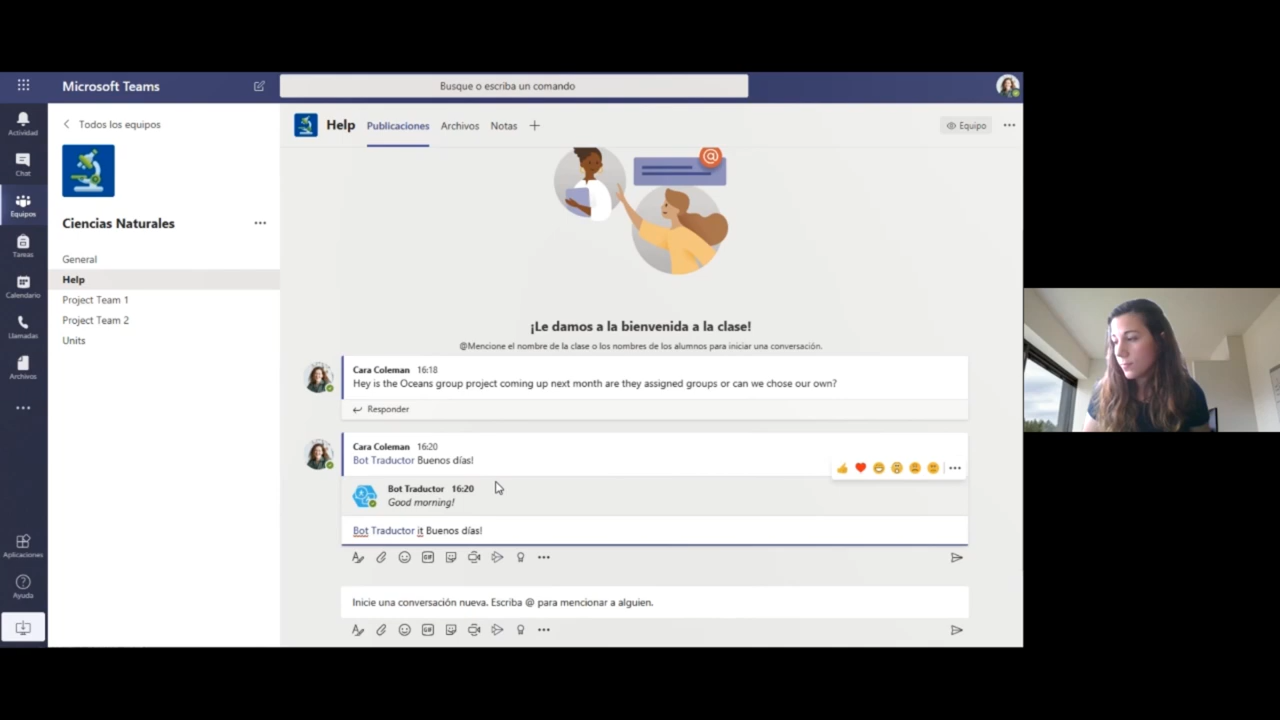 Microsoft Teams
Busque o escriba un comando
Actividad
Chat
Equipos
Tareas
Calendario
Llamadas
Archivos
Aplicaciones
Ayuda
Todos los equipos
Ciencias Naturales
General
Help
Project Team 1
Project Team 2
Units
Help Publicaciones Archivos Notas
Equipo
@
¡Le damos a la bienvenida a la clase!
@Mencione el nombre de la clase o los nombres de los alumnos para iniciar una conversación.
Cara Coleman 16:18
Hey is the Oceans group project coming up next month are they assigned groups or can we chose our own?
Responder
Cara Coleman 16:20
Bot Traductor Buenos días!
Bot Traductor 16:20
Good morning!
Bot Traductor it Buenos días!
GIF
Inicie una conversación nueva. Escriba @ para mencionar a alguien.
GIF